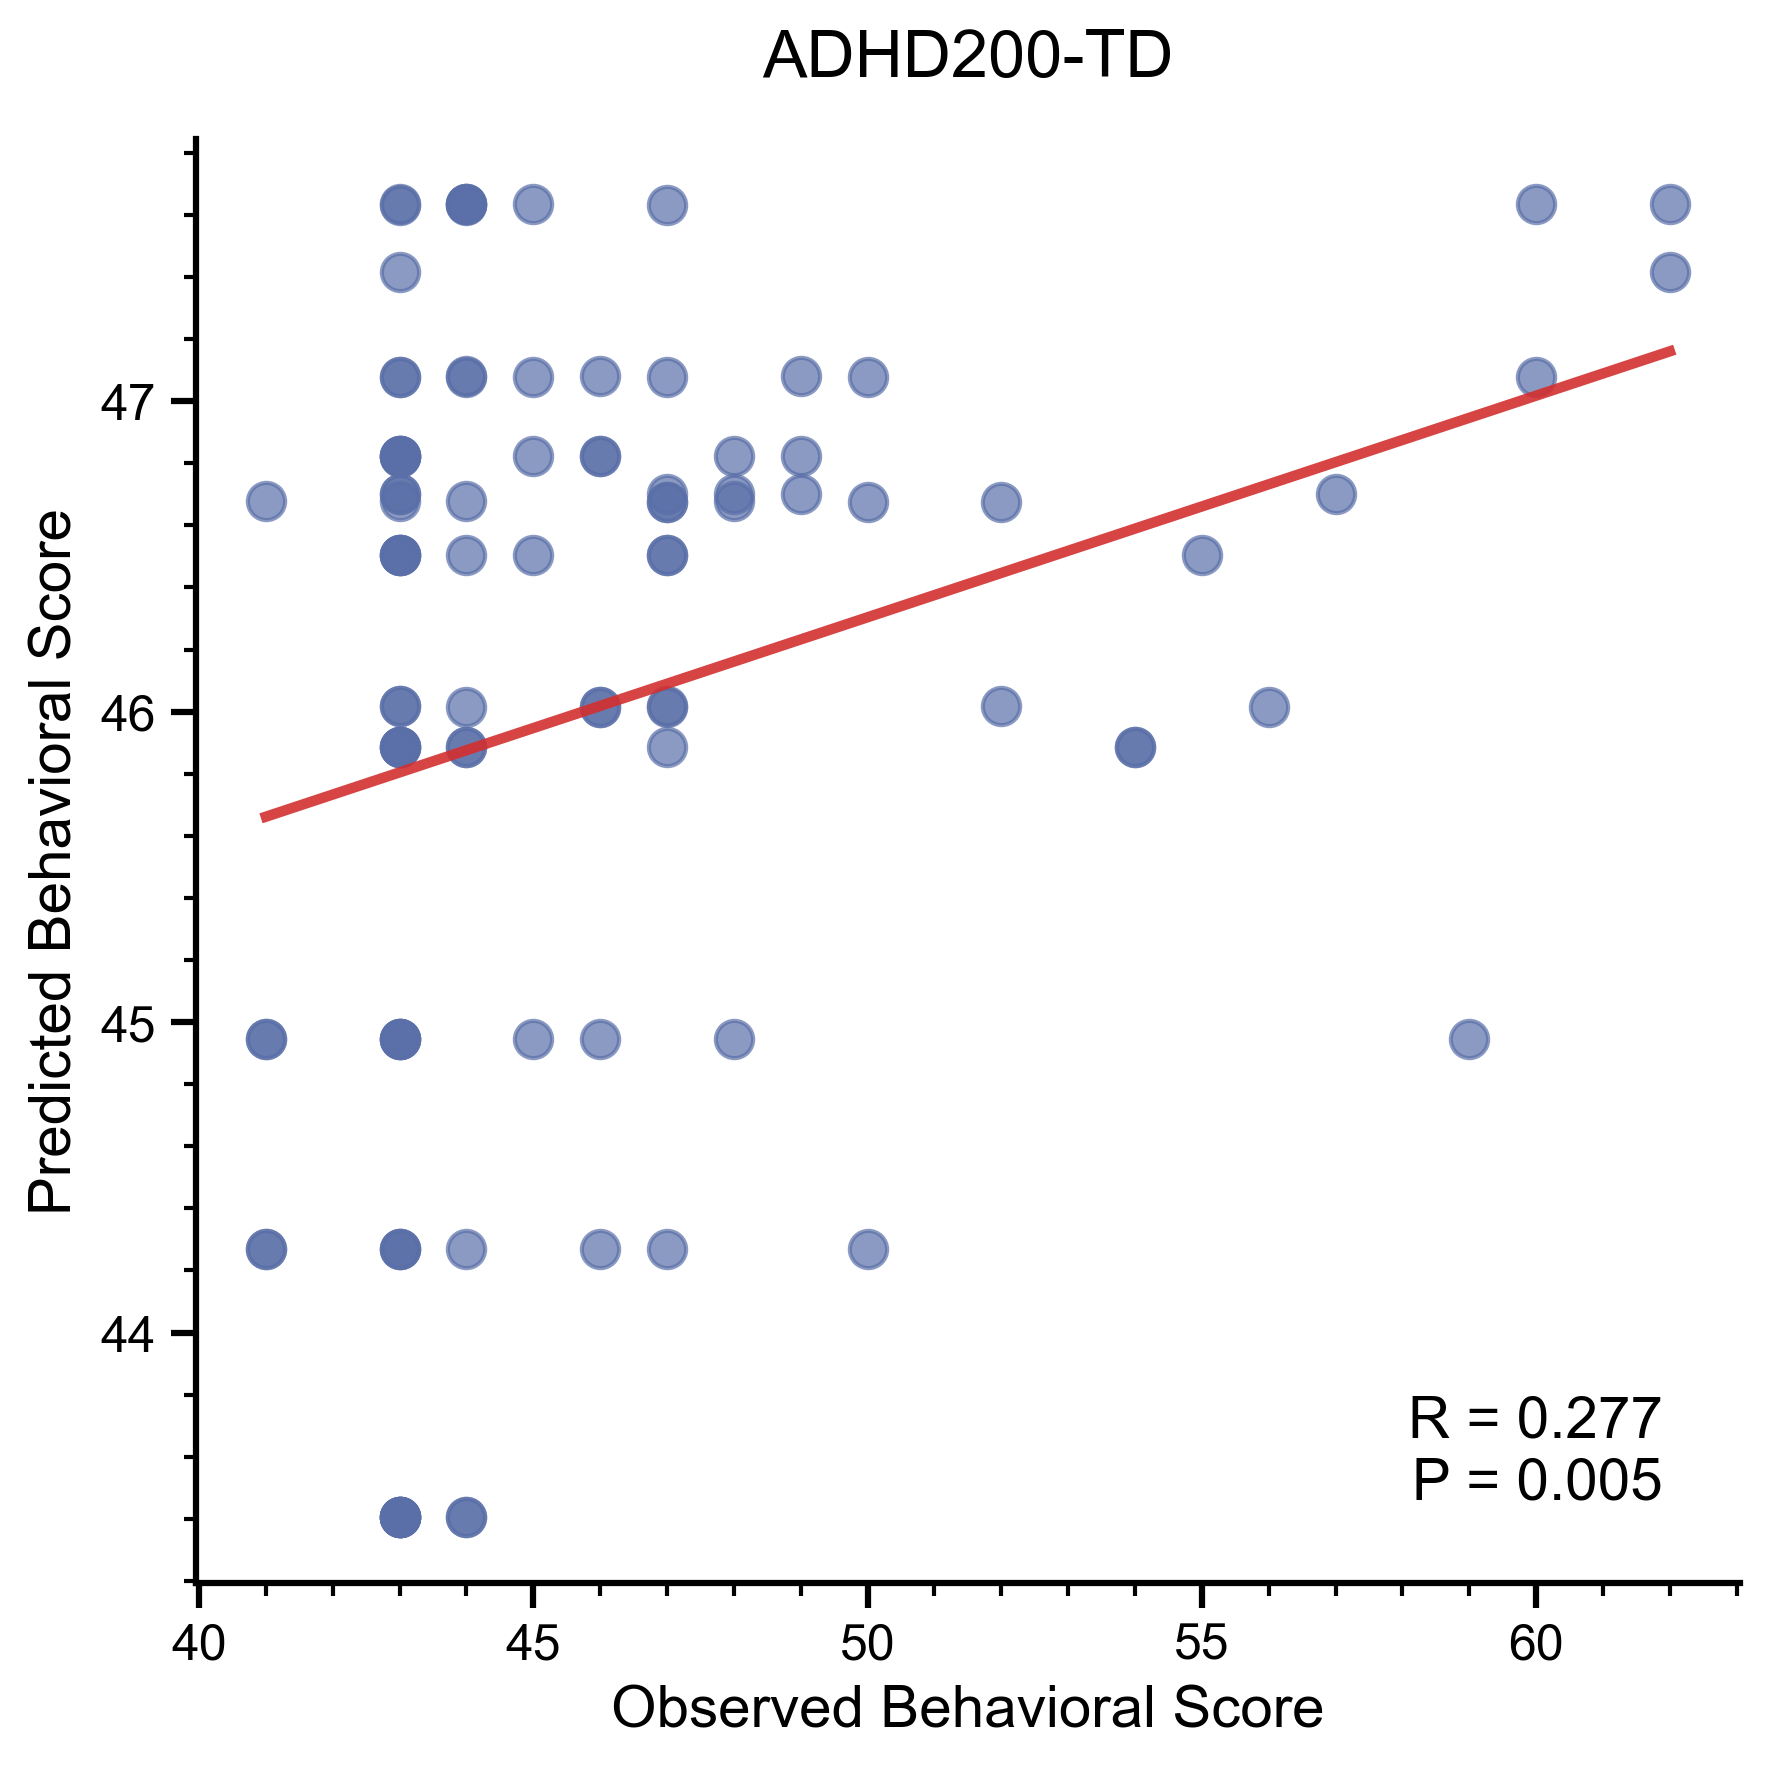 ADHD200-TD
Predicted Behavioral Score
47
46
45
44
R = 0.277
P = 0.005
40 45 50 55 60
Observed Behavioral Score